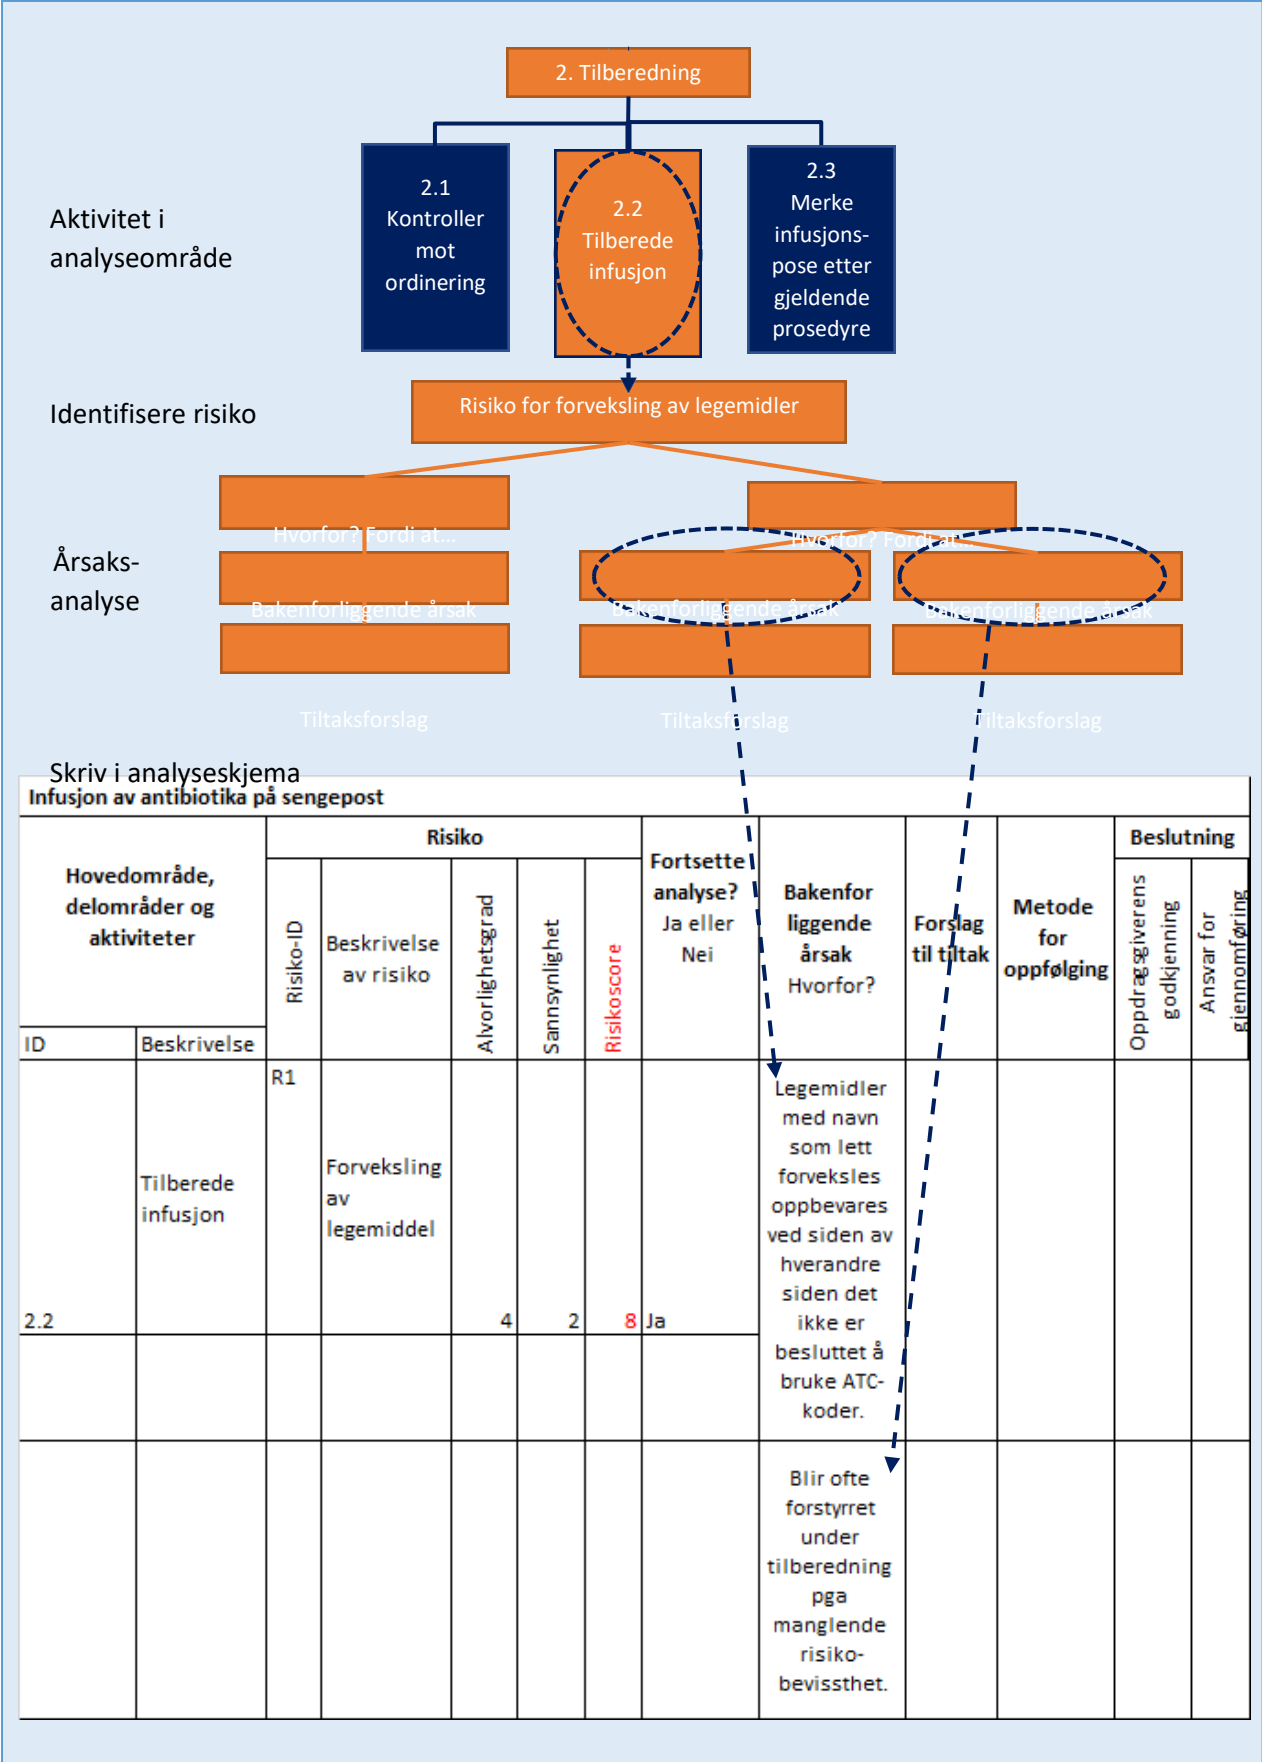 2. Tilberedning
Aktivitet i
analyseområde
2.1
Kontroller
mot
ordinering
2.2
Tilberede
infusjon
2.3
Merke
infusjons-
pose etter
gjeldende
prosedyre
Identifisere risiko
Risiko for forveksling av legemidler
Hvorfor? Fordi at...
Hvorfor? Fordi at...
Årsaks-
analyse
Bakenforliggende årsak
Bakenforliggende årsak
Bakenforliggende årsak
Tiltaksforslag
Tiltaksforslag
Tiltaksforslag
Skriv i analyseskjema
Infusjon av antibiotika på sengepost
Hovedområde,
delområder og
aktiviteter
ID
Beskrivelse
Risiko
Risiko-ID
Beskrivelse
av risiko
Alvorlighetsgrad
Sannsynlighet
Risikoscore
Fortsette
analyse?
Ja eller
Nei
Bakenfor
liggende
årsak
Hvorfor?
Forslag
til tiltak
Metode
for
oppfølging
Beslutning
Oppdragsgiverens
godkjenning
Ansvar for
gjennomføring
2.2
Tilberede
infusjon
R1
Forveksling
av
legemiddel
4
2
8
Ja
Legemidler
med navn
som lett
forveksles
oppbevares
ved siden av
hverandre
siden det
ikke er
besluttet å
bruke ATC-
koder.
Blir ofte
forstyrret
under
tilberedning
pga
manglende
risiko-
bevissthet.